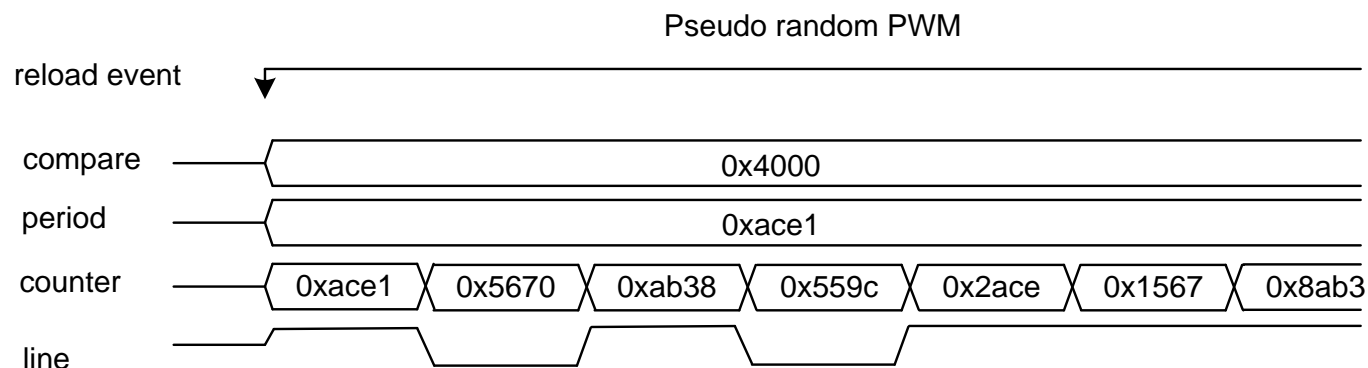 Pseudo random PWM
reload event
compare 0x4000
period 0xace1
counter 0xace1 0x5670 0xab38 0x559c 0x2ace 0x1567 0x8ab3
line